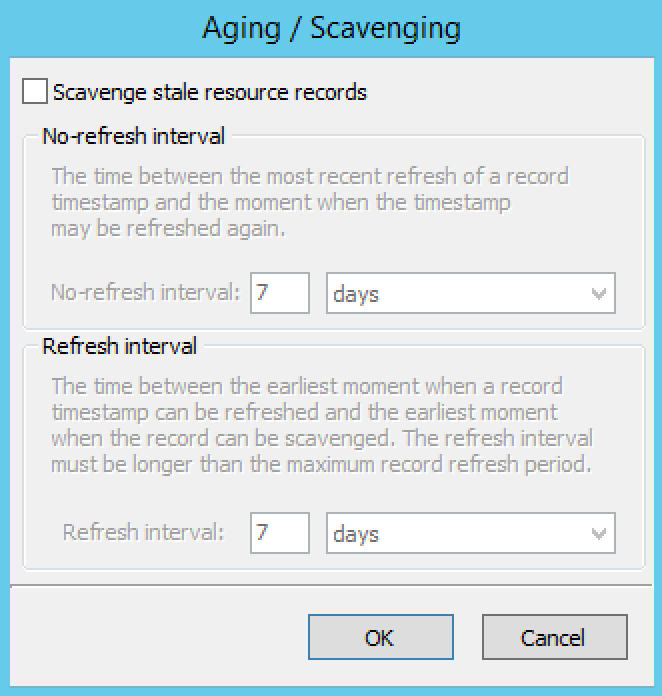 Aging / Scavenging
Scavenge stale resource records
No-refresh interval
The time between the most recent refresh of a record
timestamp and the moment when the timestamp
may be refreshed again.
No-refresh interval: 7 days
Refresh interval
The time between the earliest moment when a record
timestamp can be refreshed and the earliest moment
when the record can be scavenged. The refresh interval
must be longer than the maximum record refresh period.
Refresh interval: 7 days
OK Cancel